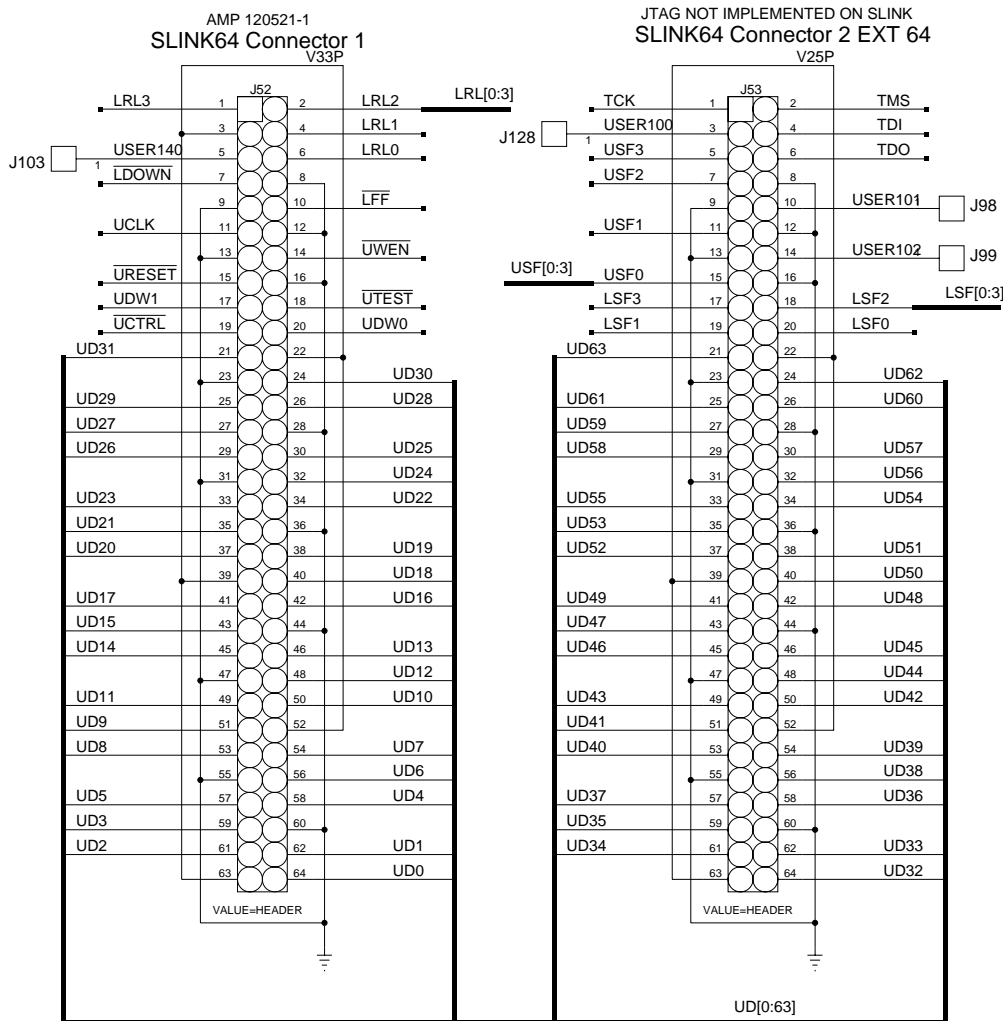 AMP 120521-1
SLINK64 Connector 1
V33P
J52
LRL3 1 2 LRL2 LRL[0:3]
3 4 LRL1
J103 1 USER140 5 6 LRL0
LDOWN 7 8
9 10 LFF
UCLK 11 12
13 14 UWEN
URESET 15 16
UDW1 17 18 UTEST
UCTRL 19 20 UDW0
UD31 21 22
23 24 UD30
UD29 25 26 UD28
UD27 27 28
UD26 29 30 UD25
31 32 UD24
UD23 33 34 UD22
UD21 35 36
UD20 37 38 UD19
39 40 UD18
UD17 41 42 UD16
UD15 43 44
UD14 45 46 UD13
47 48 UD12
UD11 49 50 UD10
UD9 51 52
UD8 53 54 UD7
55 56 UD6
UD5 57 58 UD4
UD3 59 60
UD2 61 62 UD1
63 64 UD0
VALUE=HEADER
JTAG NOT IMPLEMENTED ON SLINK
SLINK64 Connector 2 EXT 64
V25P
J53
TCK 1 2 TMS
J128 1 USER100 3 4 TDI
USF3 5 6 TDO
USF2 7 8
9 10 USER101 1 J98
USF1 11 12
13 14 USER102 1 J99
USF[0:3] USF0 15 16
LSF3 17 18 LSF2 LSF[0:3]
LSF1 19 20 LSF0
UD63 21 22
23 24 UD62
UD61 25 26 UD60
UD59 27 28
UD58 29 30 UD57
31 32 UD56
UD55 33 34 UD54
UD53 35 36
UD52 37 38 UD51
39 40 UD50
UD49 41 42 UD48
UD47 43 44
UD46 45 46 UD45
47 48 UD44
UD43 49 50 UD42
UD41 51 52
UD40 53 54 UD39
55 56 UD38
UD37 57 58 UD36
UD35 59 60
UD34 61 62 UD33
63 64 UD32
VALUE=HEADER
UD[0:63]